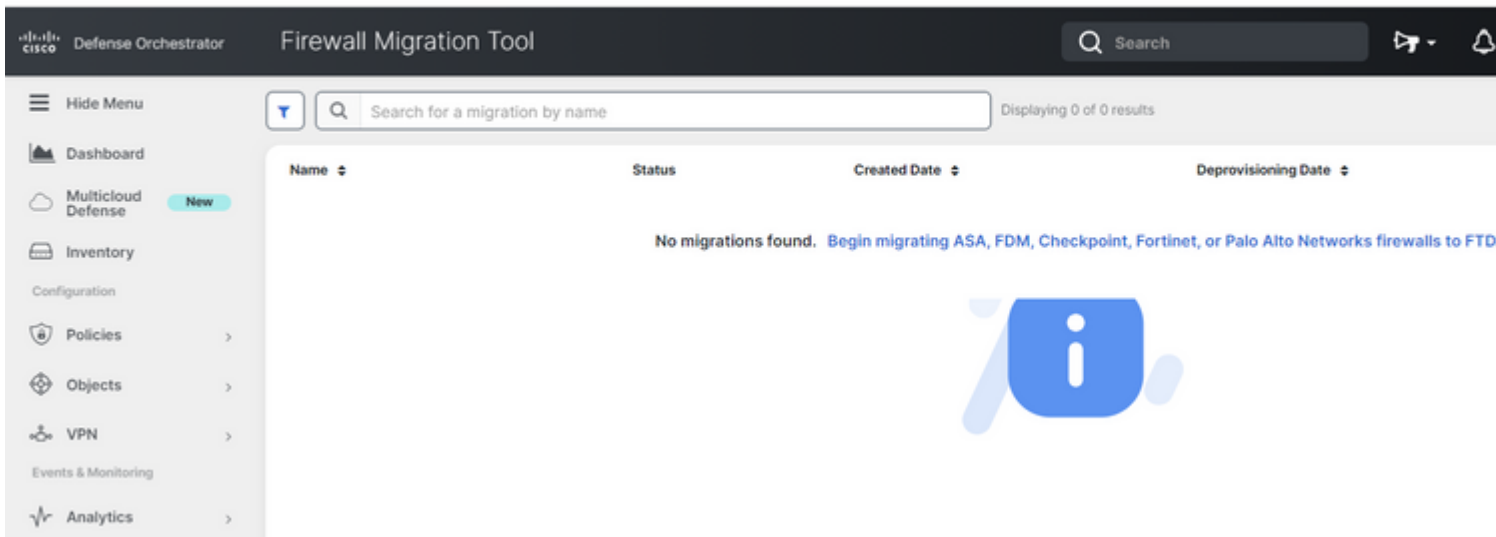 CISCO Defense Orchestrator
Firewall Migration Tool
Search
Hide Menu
Dashboard
Multicloud
Defense
New
Inventory
Configuration
Policies
Objects
VPN
Events & Monitoring
Analytics
Search for a migration by name
Displaying 0 of 0 results
Name Status Created Date Deprovisioning Date
No migrations found. Begin migrating ASA, FDM, Checkpoint, Fortinet, or Palo Alto Networks firewalls to FTD